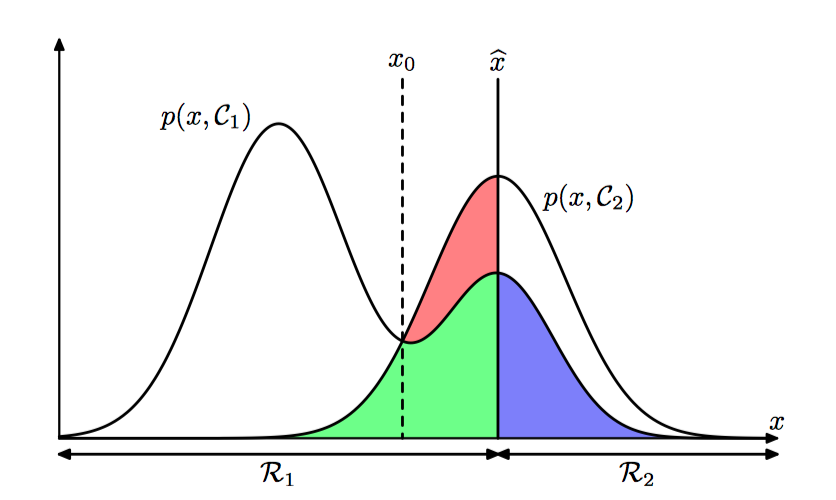 x₀ x̂
p(x, 𝒞₁)
p(x, 𝒞₂)
x
ℛ₁ ℛ₂